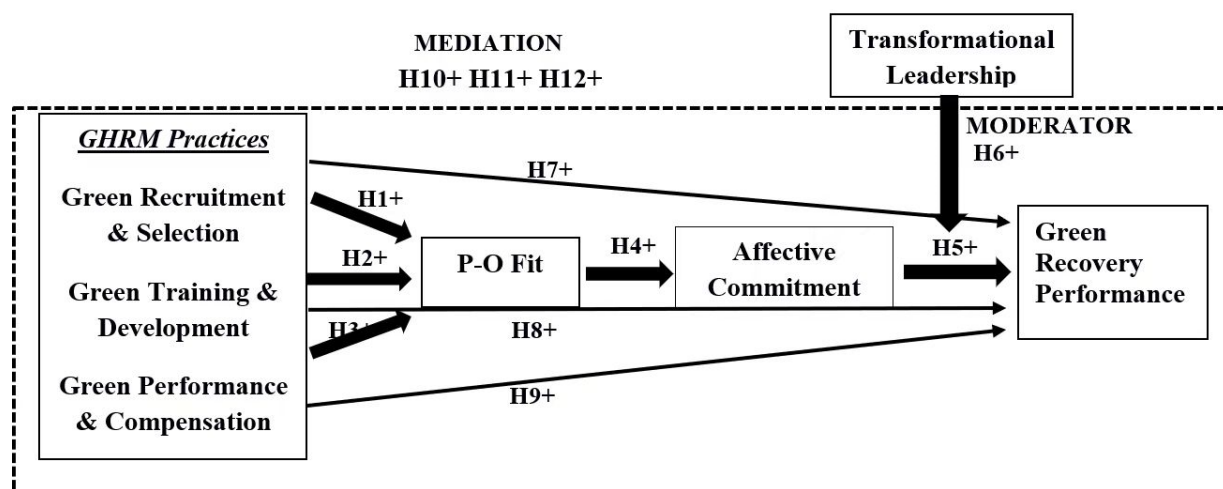 MEDIATION
H10+ H11+ H12+
Transformational
Leadership
MODERATOR
H6+
GHRM Practices
Green Recruitment
& Selection
Green Training &
Development
Green Performance
& Compensation
H7+
H1+
H2+
H3+
P-O Fit
H4+
Affective
Commitment
H5+
Green
Recovery
Performance
H8+
H9+